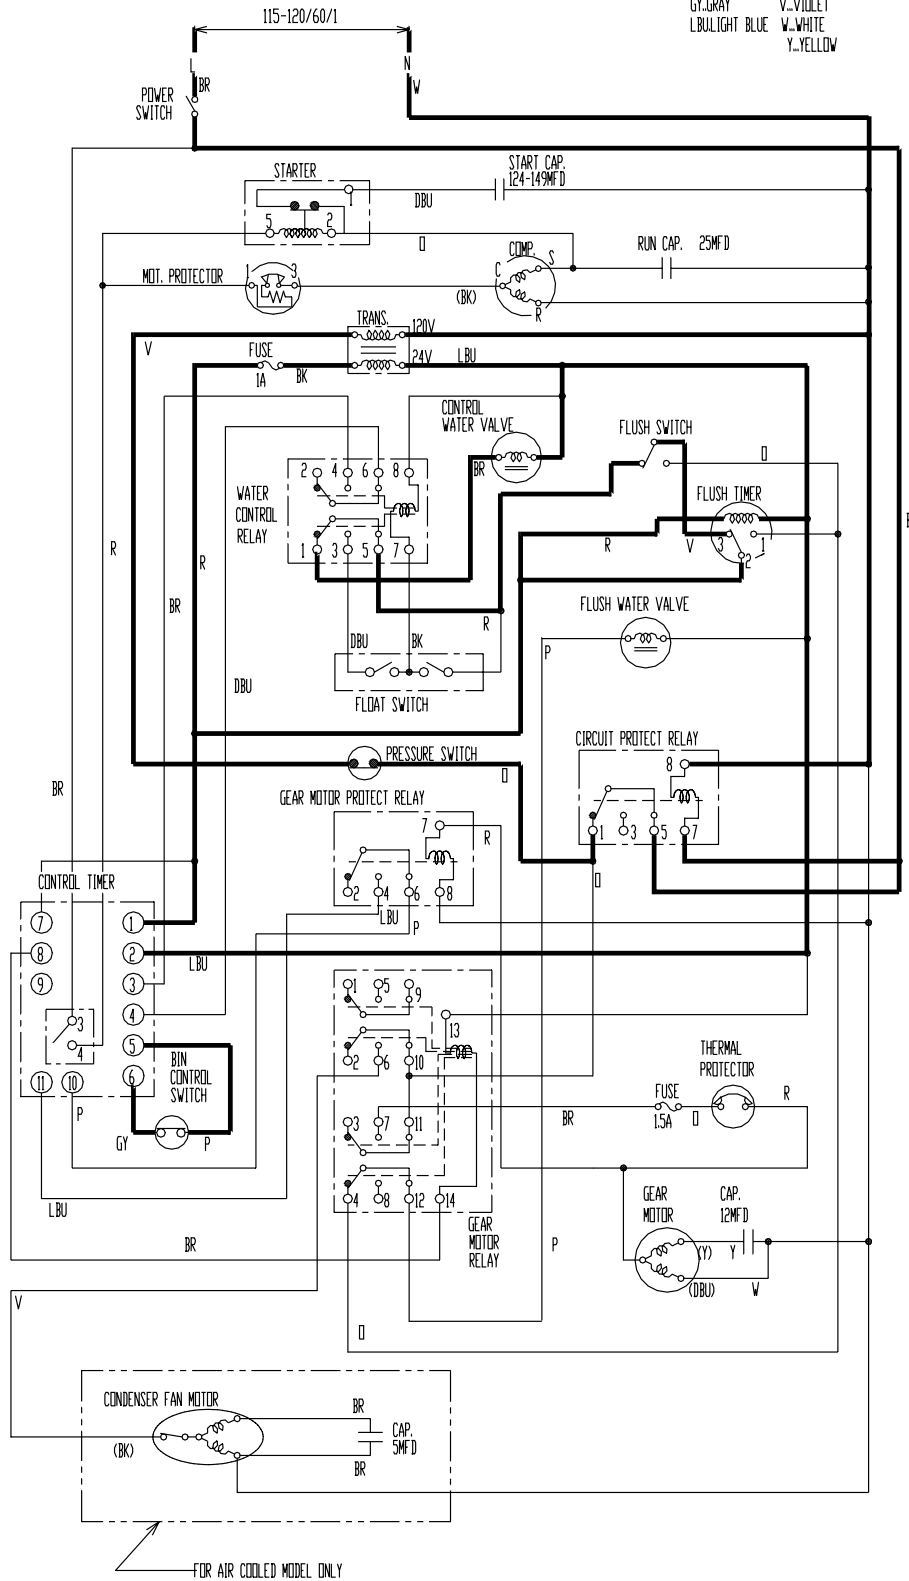 115-120/60/1
GY..GRAY V...VIOLET
LBU.LIGHT BLUE W...WHITE
Y...YELLOW
L
N
BR
W
POWER
SWITCH
STARTER
START CAP.
124-149MFD
1
DBU
5 2
O
COMP.
RUN CAP. 25MFD
MOT. PROTECTOR
1 3
C S
(BK)
R
TRANS.
120V
V
FUSE
24V
LBU
1A
BK
CONTROL
WATER VALVE
FLUSH SWITCH
2 4 6 8
BR
O
WATER
CONTROL
RELAY
FLUSH TIMER
1 3 5 7
R
R
R
V
3 1
2
BR
FLUSH WATER VALVE
R
DBU
BK
P
DBU
FLOAT SWITCH
CIRCUIT PROTECT RELAY
PRESSURE SWITCH
8
O
BR
GEAR MOTOR PROTECT RELAY
7
R
1 3 5 7
CONTROL TIMER
O
2 4 6 8
LBU
P
7 1
8 2
LBU
9 3
1 5 9
4
13
3
4
5
2 6 10
BIN
CONTROL
SWITCH
THERMAL
PROTECTOR
11 10 6
P
FUSE
R
3 7 11
BR
1.5A
O
GY
P
4 8 12 14
LBU
GEAR
MOTOR
CAP.
12MFD
GEAR
MOTOR
RELAY
BR
P
(Y) Y
(DBU)
W
V
O
CONDENSER FAN MOTOR
BR
CAP.
5MFD
(BK)
BR
FOR AIR COOLED MODEL ONLY